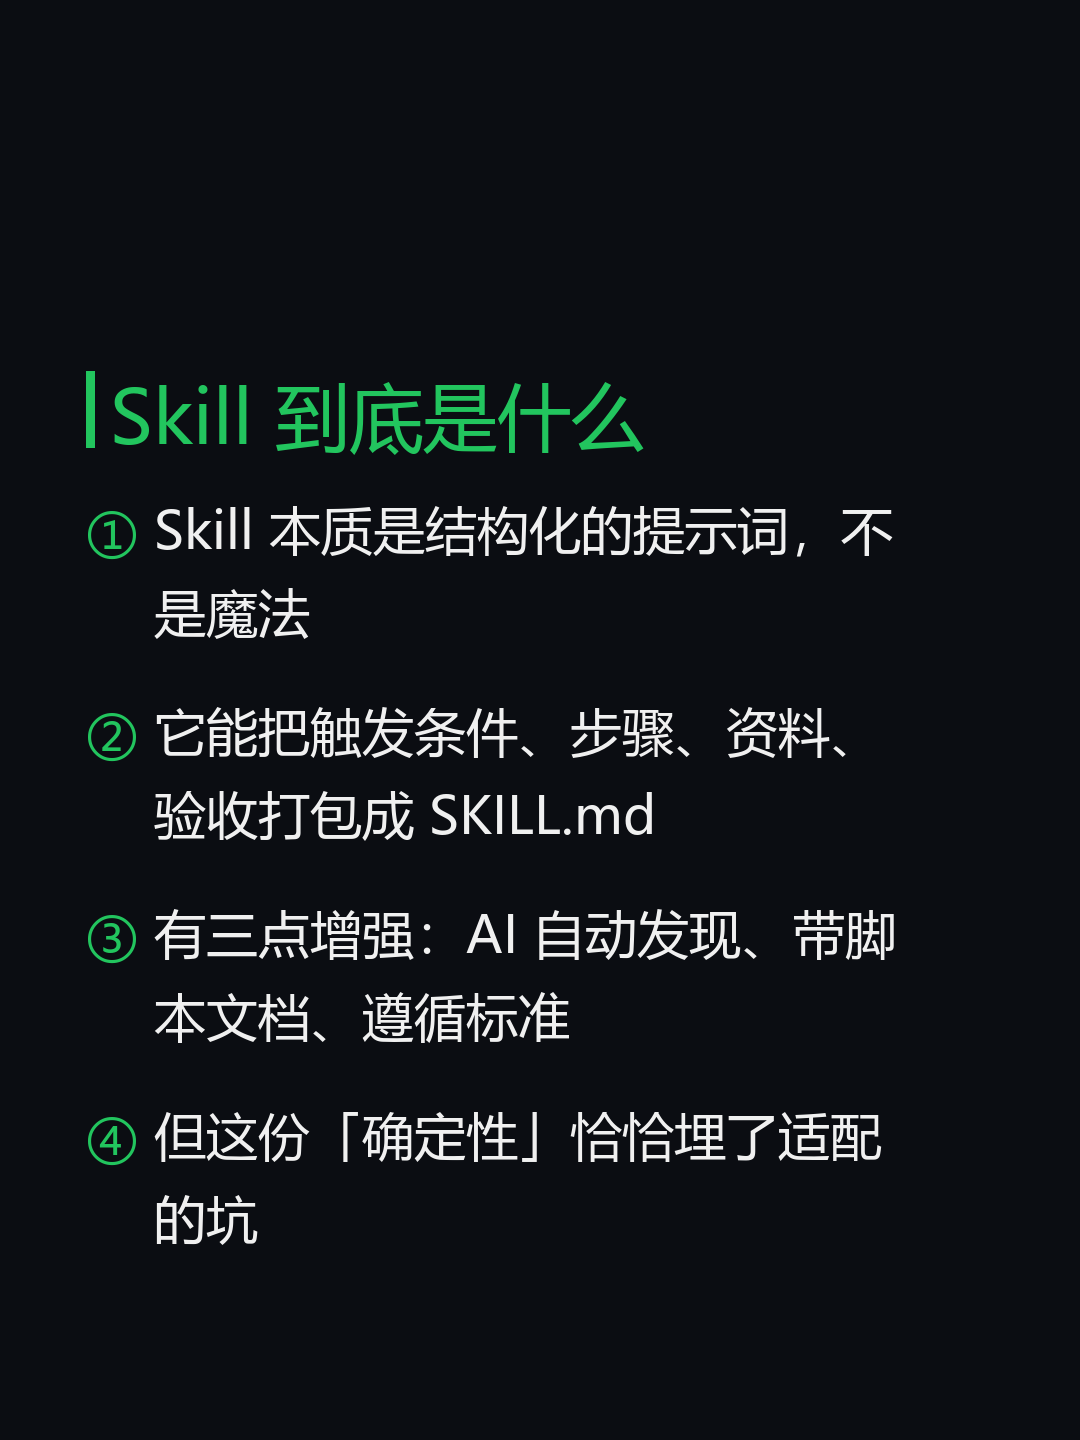 Skill 到底是什么
① Skill 本质是结构化的提示词，不
是魔法
② 它能把触发条件、步骤、资料、
验收打包成 SKILL.md
③ 有三点增强：AI 自动发现、带脚
本文档、遵循标准
④ 但这份「确定性」恰恰埋了适配
的坑